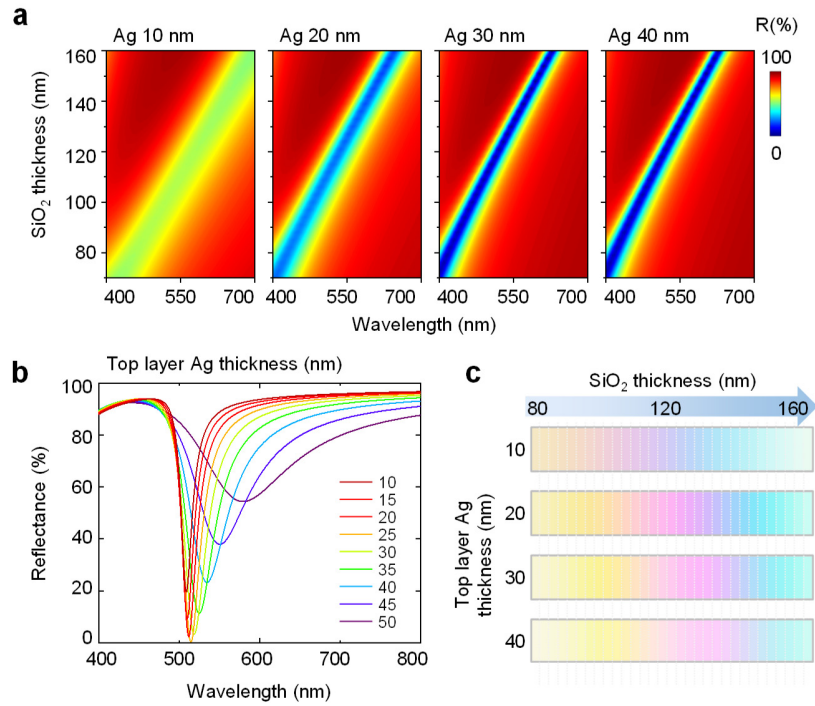 a
Ag 10 nm
Ag 20 nm
Ag 30 nm
Ag 40 nm
R(%)
100
0
SiO2 thickness (nm)
160
140
120
100
80
400 550 700
400 550 700
400 550 700
400 550 700
Wavelength (nm)
b
Top layer Ag thickness (nm)
Reflectance (%)
100
80
60
40
20
0
10
15
20
25
30
35
40
45
50
400 500 600 700 800
Wavelength (nm)
c
SiO2 thickness (nm)
80 120 160
Top layer Ag
thickness (nm)
10
20
30
40